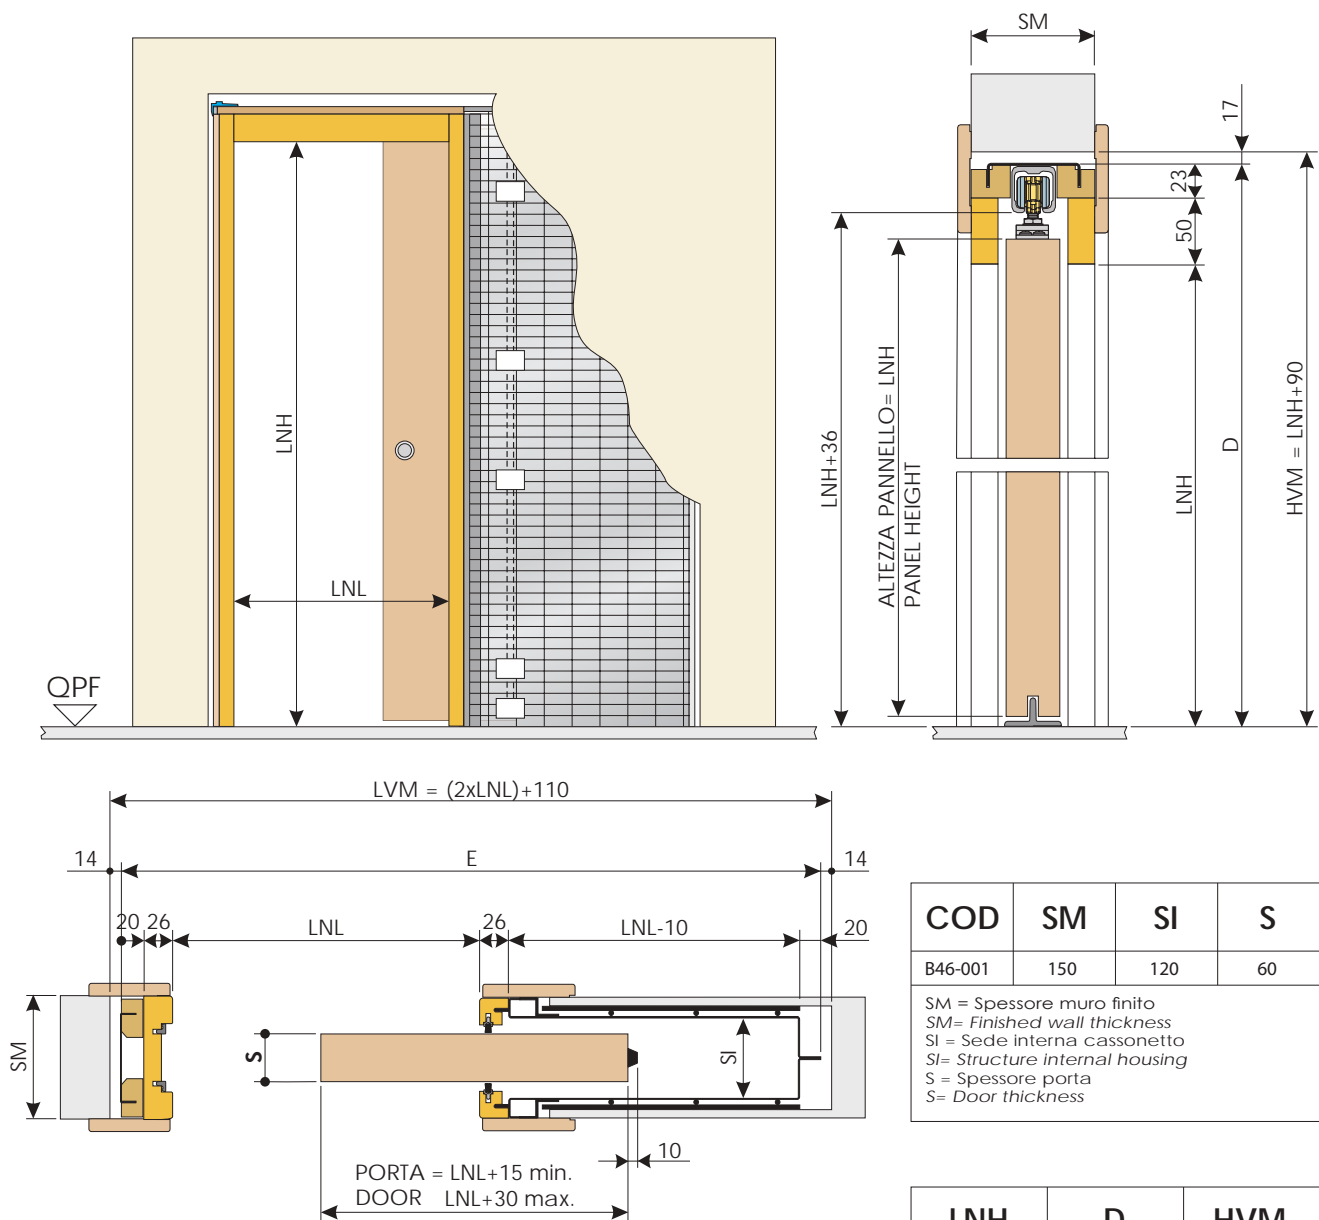 SM
17
23
50
LNH
LNL
QPF
LNH+36
ALTEZZA PANNELLO= LNH
PANEL HEIGHT
LNH
D
HVM = LNH+90
LVM = (2xLNL)+110
14
E
14
20
26
LNL
26
LNL-10
20
SM
S
SI
10
PORTA = LNL+15 min.
DOOR LNL+30 max.
COD SM SI S
B46-001 150 120 60
SM = Spessore muro finito
SM= Finished wall thickness
SI = Sede interna cassonetto
SI= Structure internal housing
S = Spessore porta
S= Door thickness
LNH D HVM